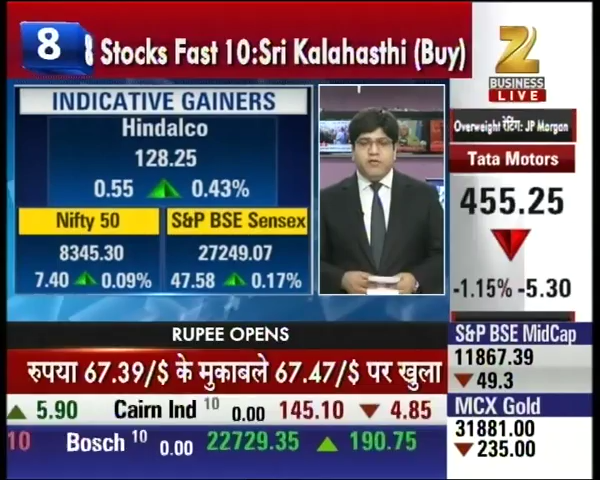 8
8 Stocks Fast 10:Sri Kalahasthi (Buy)
Z
BUSINESS
LIVE
INDICATIVE GAINERS
Hindalco
128.25
0.55 0.43%
Nifty 50
8345.30
7.40 0.09%
S&P BSE Sensex
27249.07
47.58 0.17%
Overweight रेटिंग: JP Morgan
Tata Motors
455.25
-1.15% -5.30
RUPEE OPENS
रुपया 67.39/$ के मुकाबले 67.47/$ पर खुला
S&P BSE MidCap
11867.39
49.3
MCX Gold
31881.00
235.00
5.90 Cairn Ind 10 0.00 145.10 4.85
10 Bosch 10 0.00 22729.35 190.75